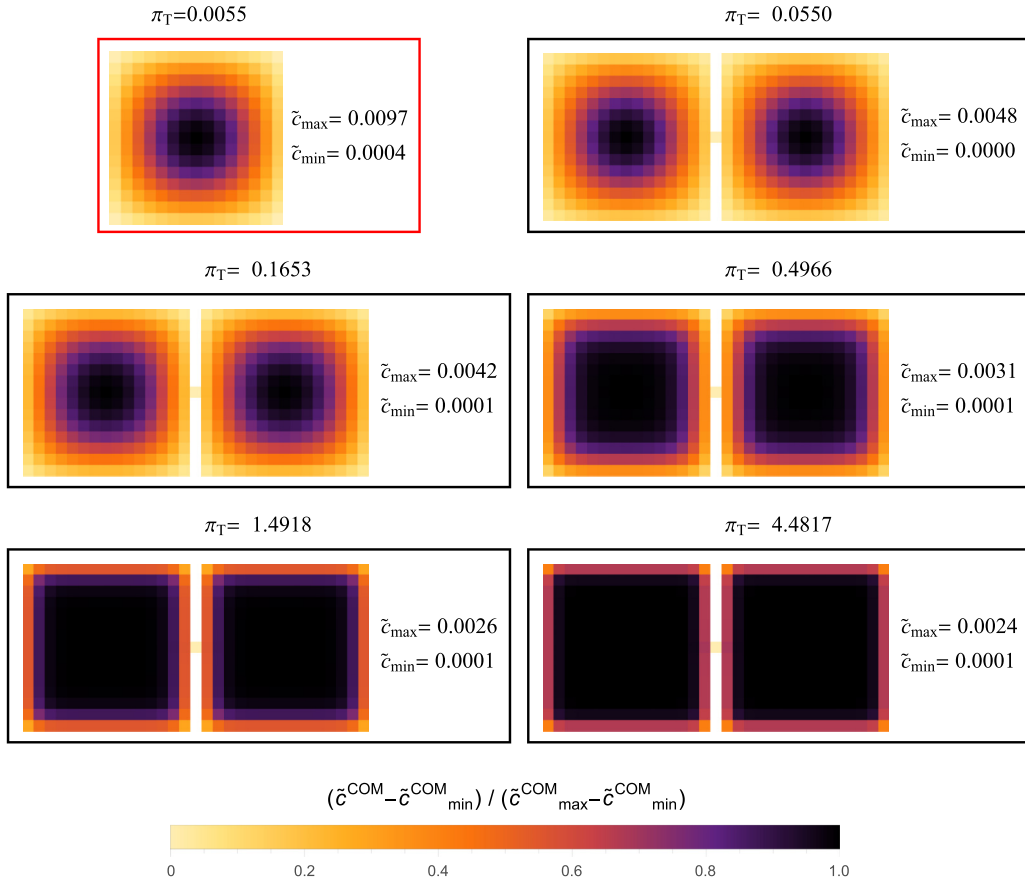 π_T=0.0055
c̃_max= 0.0097
c̃_min= 0.0004
π_T= 0.0550
c̃_max= 0.0048
c̃_min= 0.0000
π_T= 0.1653
c̃_max= 0.0042
c̃_min= 0.0001
π_T= 0.4966
c̃_max= 0.0031
c̃_min= 0.0001
π_T= 1.4918
c̃_max= 0.0026
c̃_min= 0.0001
π_T= 4.4817
c̃_max= 0.0024
c̃_min= 0.0001
(c̃^COM−c̃^COM_min) / (c̃^COM_max−c̃^COM_min)
0 0.2 0.4 0.6 0.8 1.0